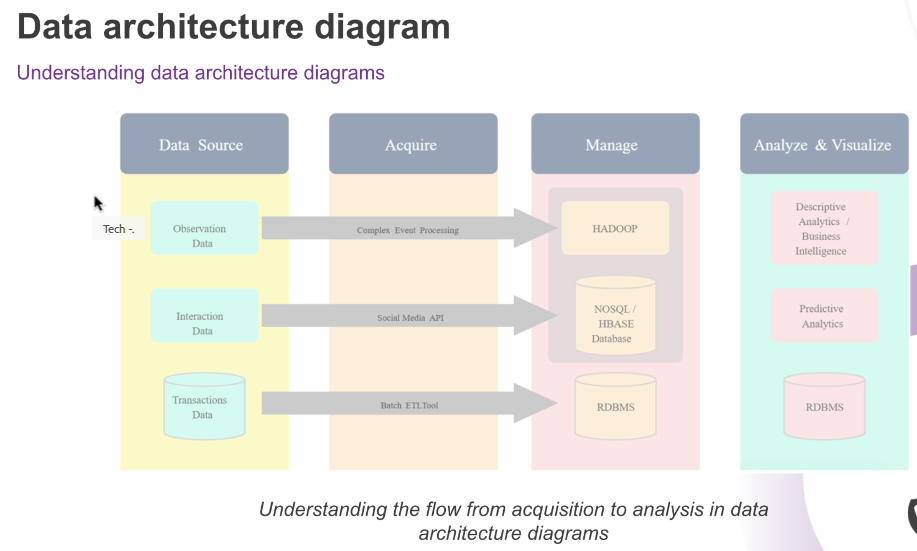 Data architecture diagram
Understanding data architecture diagrams
Data Source
Acquire
Manage
Analyze & Visualize
Tech -.
Observation
Data
Complex Event Processing
HADOOP
Descriptive
Analytics /
Business
Intelligence
Interaction
Data
Social Media API
NOSQL /
HBASE
Database
Predictive
Analytics
Transactions
Data
Batch ETLTool
RDBMS
RDBMS
Understanding the flow from acquisition to analysis in data
architecture diagrams